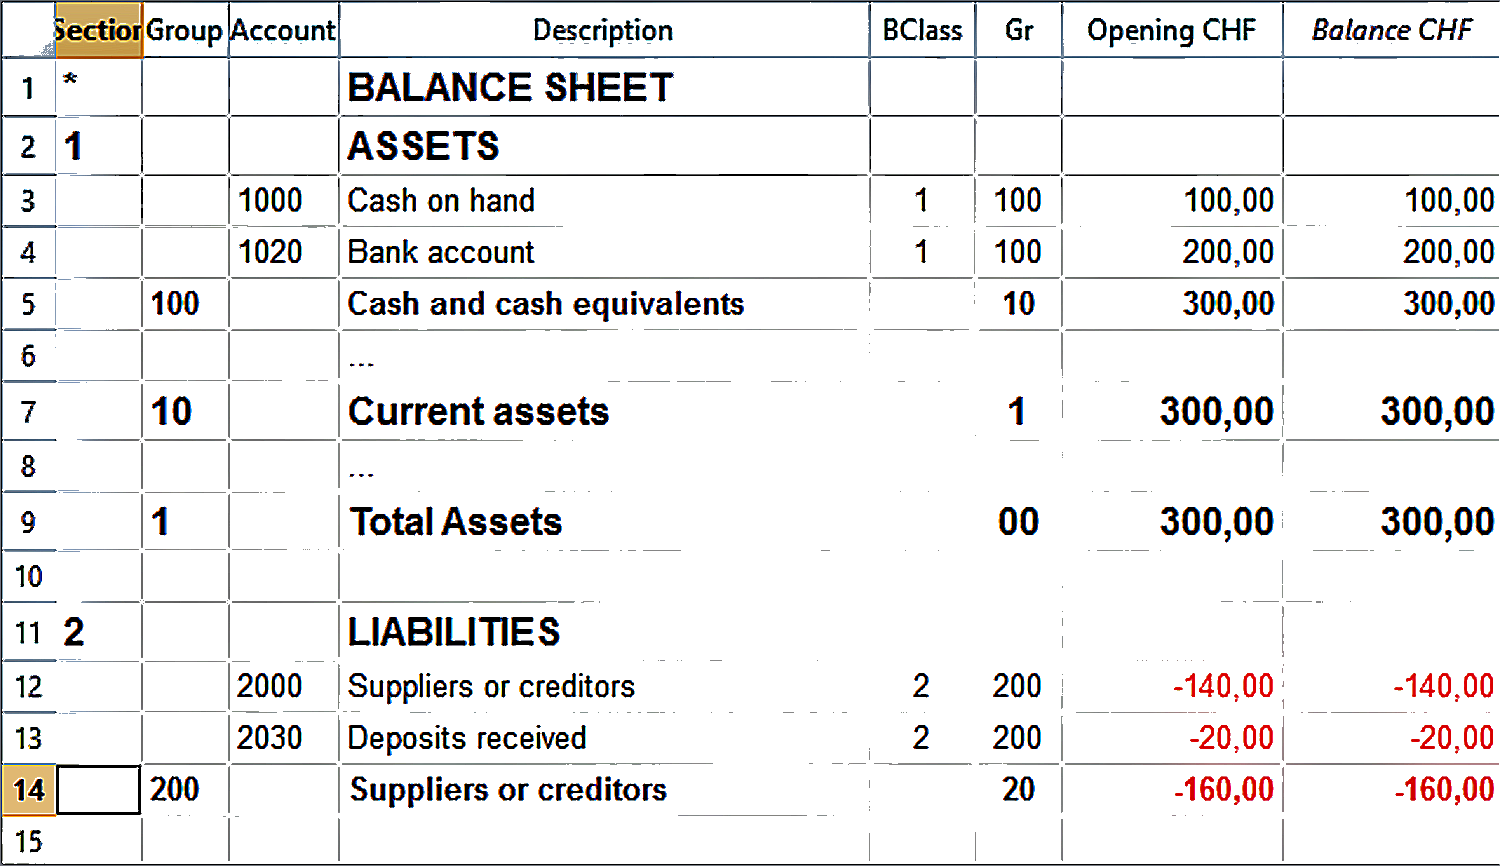 Section Group Account Description BClass Gr Opening CHF Balance CHF
1 * BALANCE SHEET
2 1 ASSETS
3 1000 Cash on hand 1 100 100,00 100,00
4 1020 Bank account 1 100 200,00 200,00
5 100 Cash and cash equivalents 10 300,00 300,00
6 ...
7 10 Current assets 1 300,00 300,00
8 ...
9 1 Total Assets 00 300,00 300,00
10
11 2 LIABILITIES
12 2000 Suppliers or creditors 2 200 -140,00 -140,00
13 2030 Deposits received 2 200 -20,00 -20,00
14 200 Suppliers or creditors 20 -160,00 -160,00
15